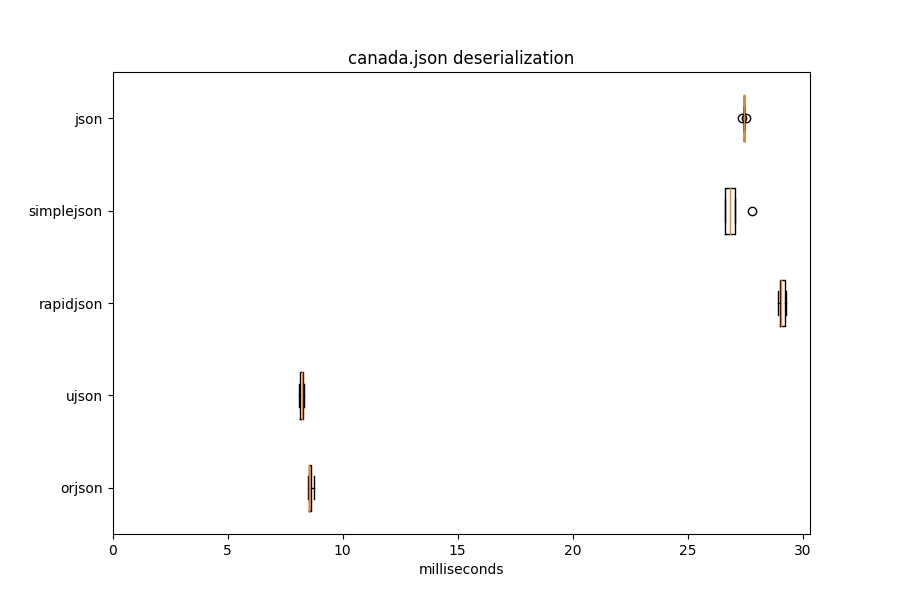 canada.json deserialization
json
simplejson
rapidjson
ujson
orjson
0 5 10 15 20 25 30
milliseconds